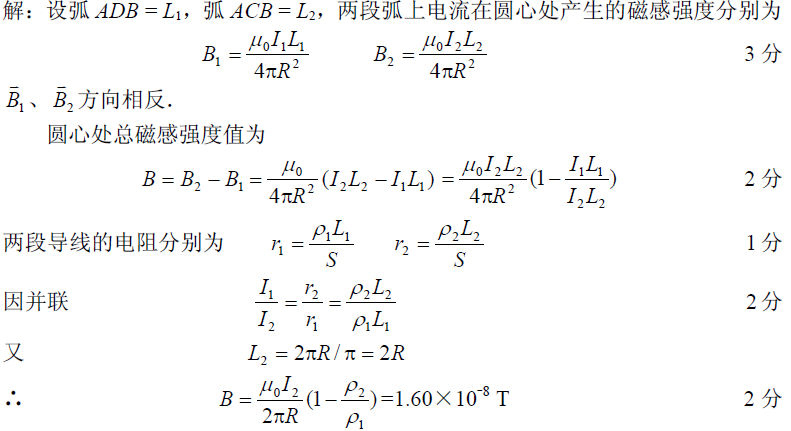 解：设弧 ADB = L₁，弧 ACB = L₂，两段弧上电流在圆心处产生的磁感强度分别为
B₁ = μ₀I₁L₁ / 4πR²    B₂ = μ₀I₂L₂ / 4πR²    3 分
B̄₁、B̄₂ 方向相反．
圆心处总磁感强度值为
B = B₂ − B₁ = μ₀ / 4πR² (I₂L₂ − I₁L₁) = μ₀I₂L₂ / 4πR² (1 − I₁L₁ / I₂L₂)    2 分
两段导线的电阻分别为    r₁ = ρ₁L₁ / S    r₂ = ρ₂L₂ / S    1 分
因并联    I₁ / I₂ = r₂ / r₁ = ρ₂L₂ / ρ₁L₁    2 分
又    L₂ = 2πR / π = 2R
∴    B = μ₀I₂ / 2πR (1 − ρ₂ / ρ₁) =1.60×10⁻⁸ T    2 分